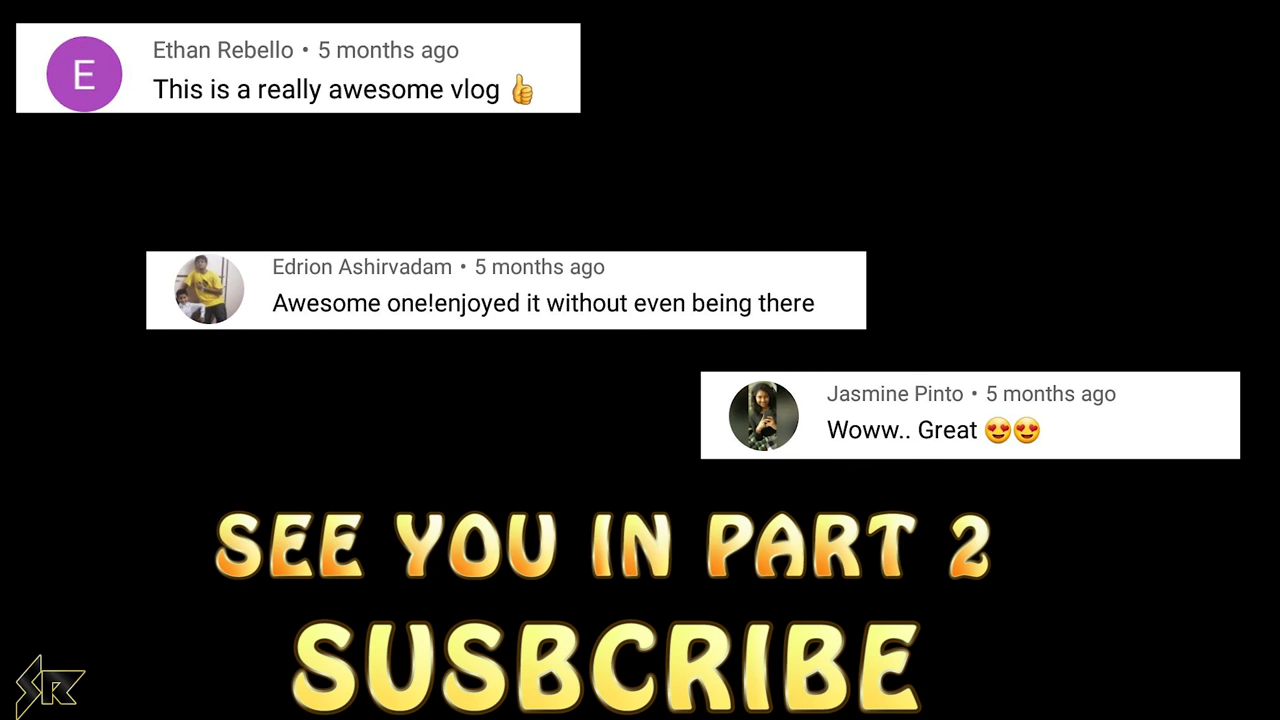 E
Ethan Rebello • 5 months ago
This is a really awesome vlog 👍
Edrion Ashirvadam • 5 months ago
Awesome one!enjoyed it without even being there
Jasmine Pinto • 5 months ago
Woww.. Great 😍😍
SEE YOU IN PART 2
SUSBCRIBE
SR